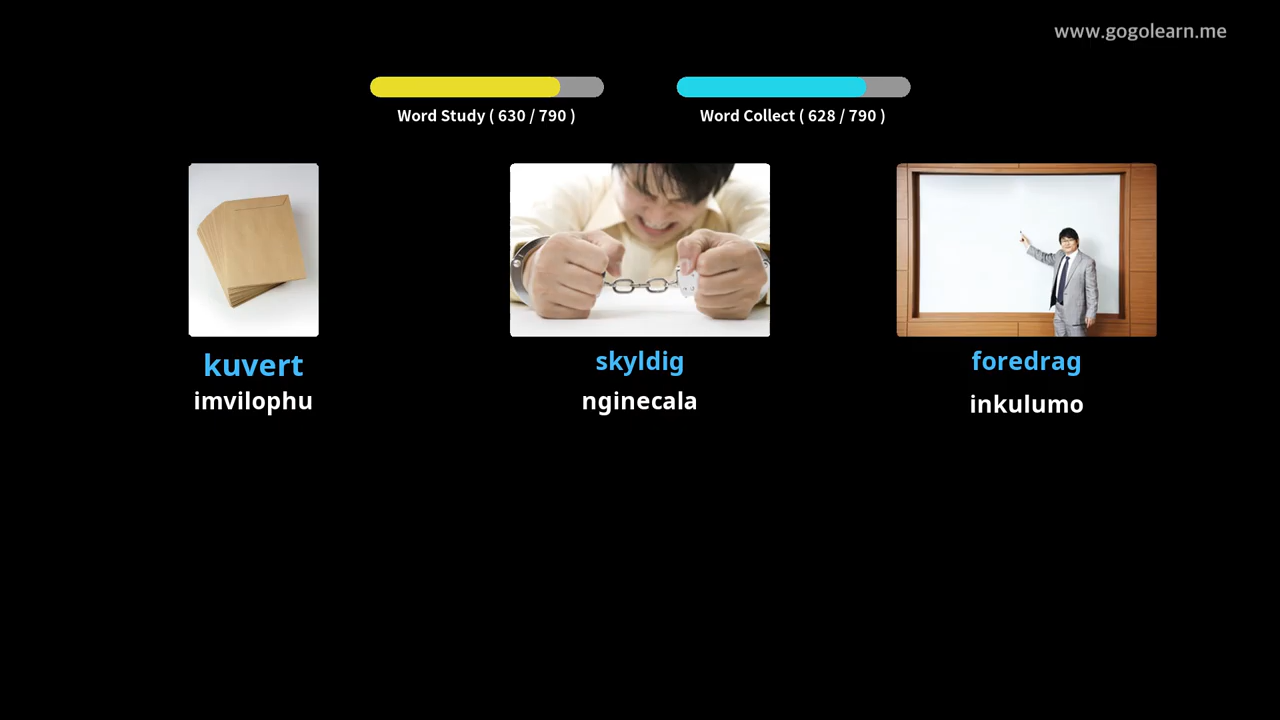 www.gogolearn.me
Word Study ( 630 / 790 )
Word Collect ( 628 / 790 )
kuvert
imvilophu
skyldig
nginecala
foredrag
inkulumo